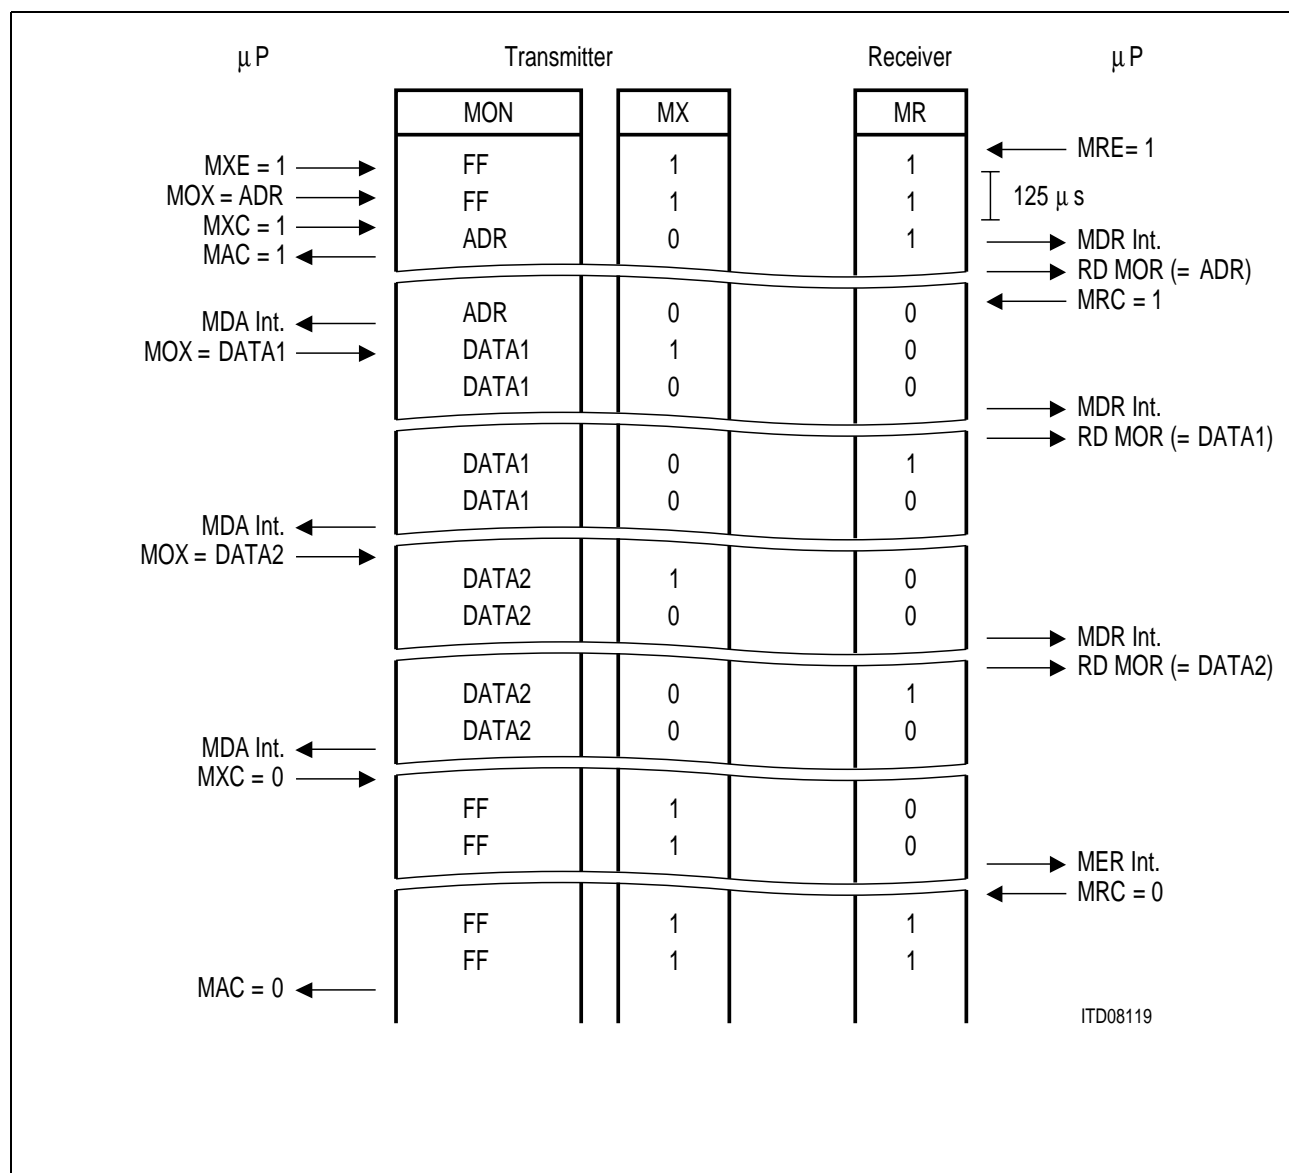 μ P Transmitter Receiver μ P
MON MX MR
MRE= 1
MXE = 1 FF 1 1
MOX = ADR FF 1 1 125 μ s
MXC = 1
ADR 0 1 MDR Int.
MAC = 1
RD MOR (= ADR)
MRC = 1
ADR 0 0
MDA Int.
MOX = DATA1 DATA1 1 0
DATA1 0 0
MDR Int.
RD MOR (= DATA1)
DATA1 0 1
DATA1 0 0
MDA Int.
MOX = DATA2
DATA2 1 0
DATA2 0 0
MDR Int.
RD MOR (= DATA2)
DATA2 0 1
DATA2 0 0
MDA Int.
MXC = 0
FF 1 0
FF 1 0
MER Int.
MRC = 0
FF 1 1
FF 1 1
MAC = 0
ITD08119